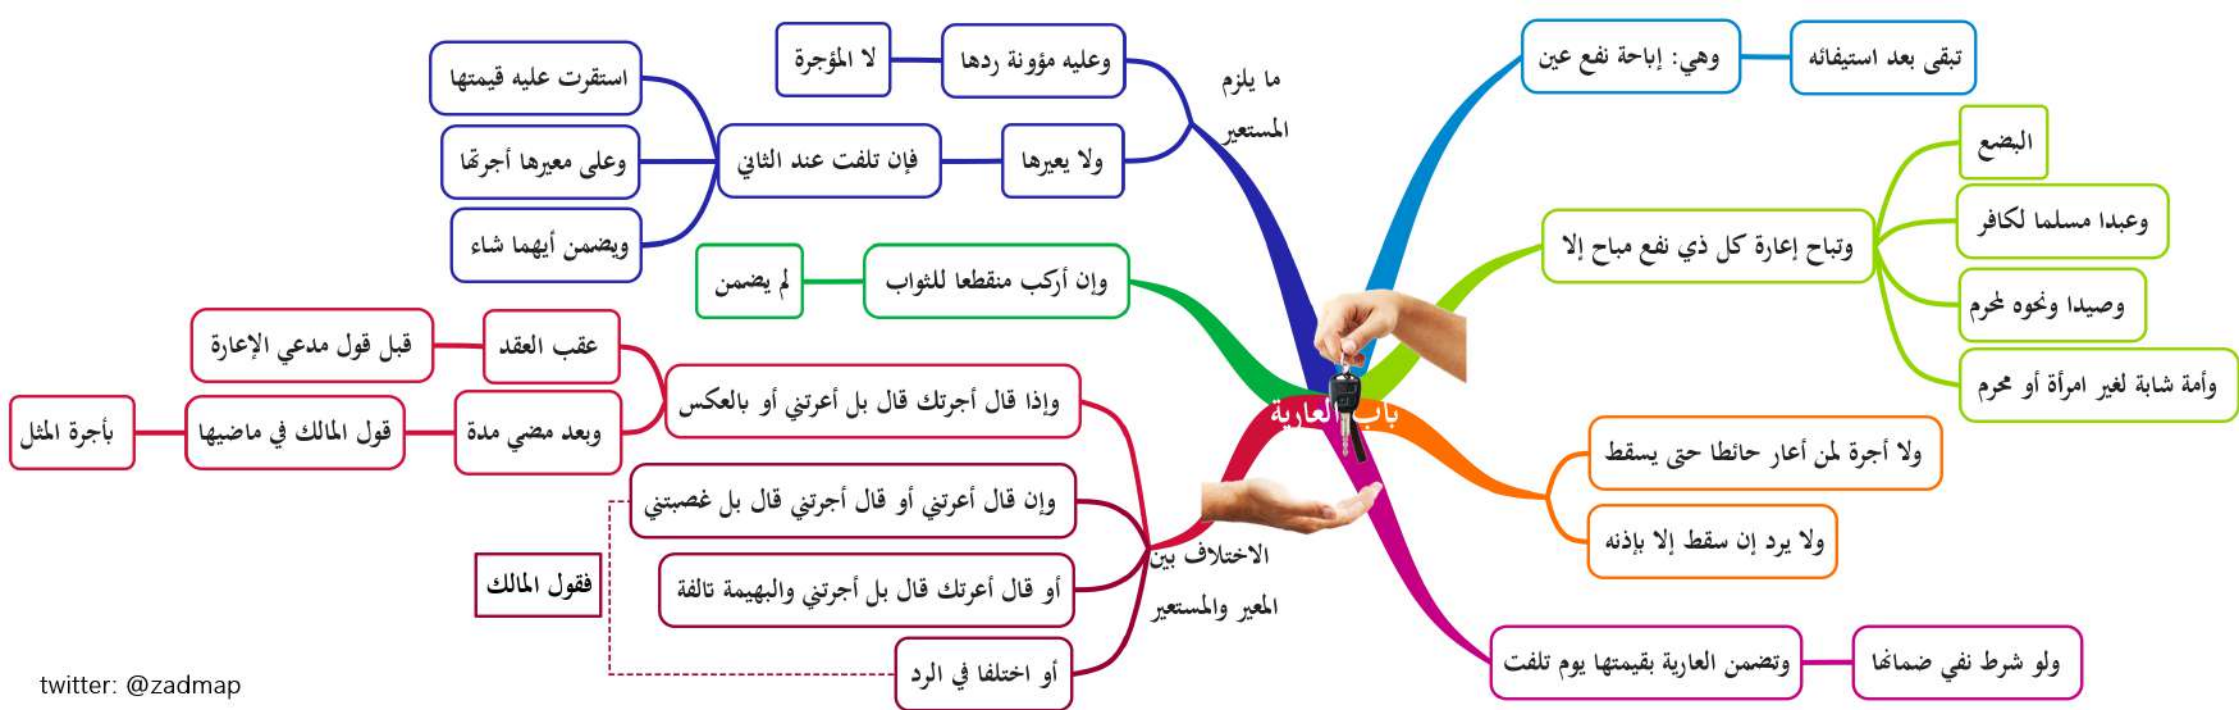 باب العارية
وهي: إباحة نفع عين
تبقى بعد استيفائه
وتباح إعارة كل ذي نفع مباح إلا
البضع
وعبدا مسلما لكافر
وصيدا ونحوه لمحرم
وأمة شابة لغير امرأة أو محرم
ولا أجرة لمن أعار حائطا حتى يسقط
ولا يرد إن سقط إلا بإذنه
وتضمن العارية بقيمتها يوم تلفت
ولو شرط نفي ضمانها
ما يلزم
المستعير
وعليه مؤونة ردها
لا المؤجرة
ولا يعيرها
فإن تلفت عند الثاني
استقرت عليه قيمتها
وعلى معيرها أجرتها
ويضمن أيهما شاء
وإن أركب منقطعا للثواب
لم يضمن
الاختلاف بين
المعير والمستعير
وإذا قال أجرتك قال بل أعرتني أو بالعكس
عقب العقد
قبل قول مدعي الإعارة
وبعد مضي مدة
قول المالك في ماضيها
بأجرة المثل
وإن قال أعرتني أو قال أجرتني قال بل غصبتني
أو قال أعرتك قال بل أجرتني والبهيمة تالفة
أو اختلفا في الرد
فقول المالك
twitter: @zadmap